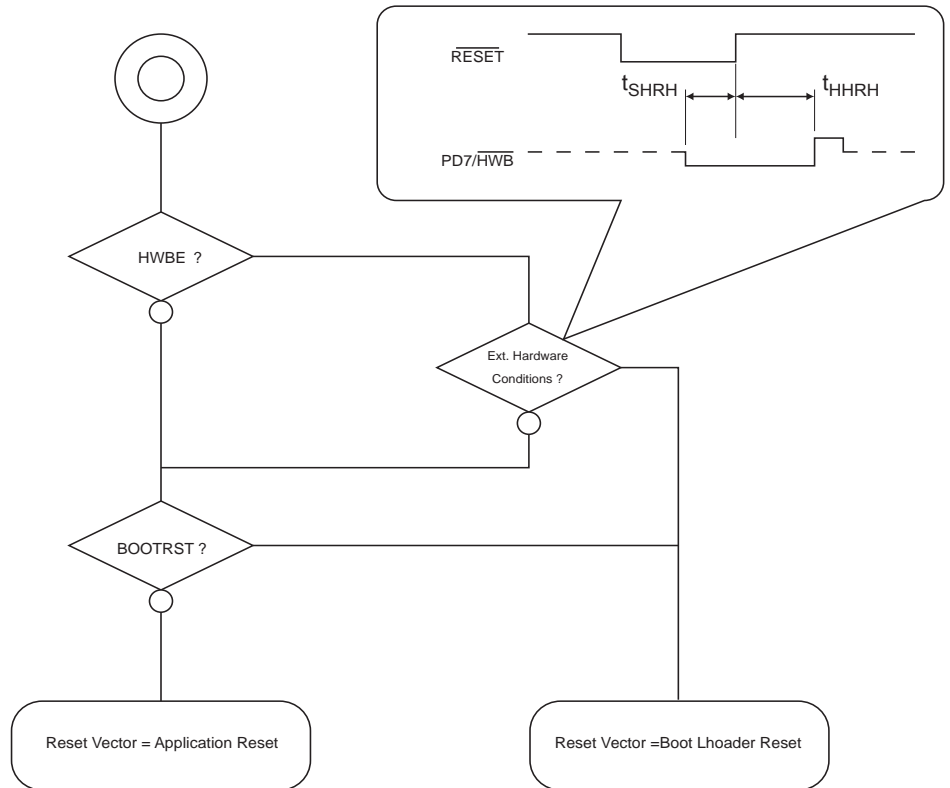 RESET
tSHRH
tHHRH
PD7/HWB
HWBE ?
Ext. Hardware
Conditions ?
BOOTRST ?
Reset Vector = Application Reset
Reset Vector =Boot Lhoader Reset